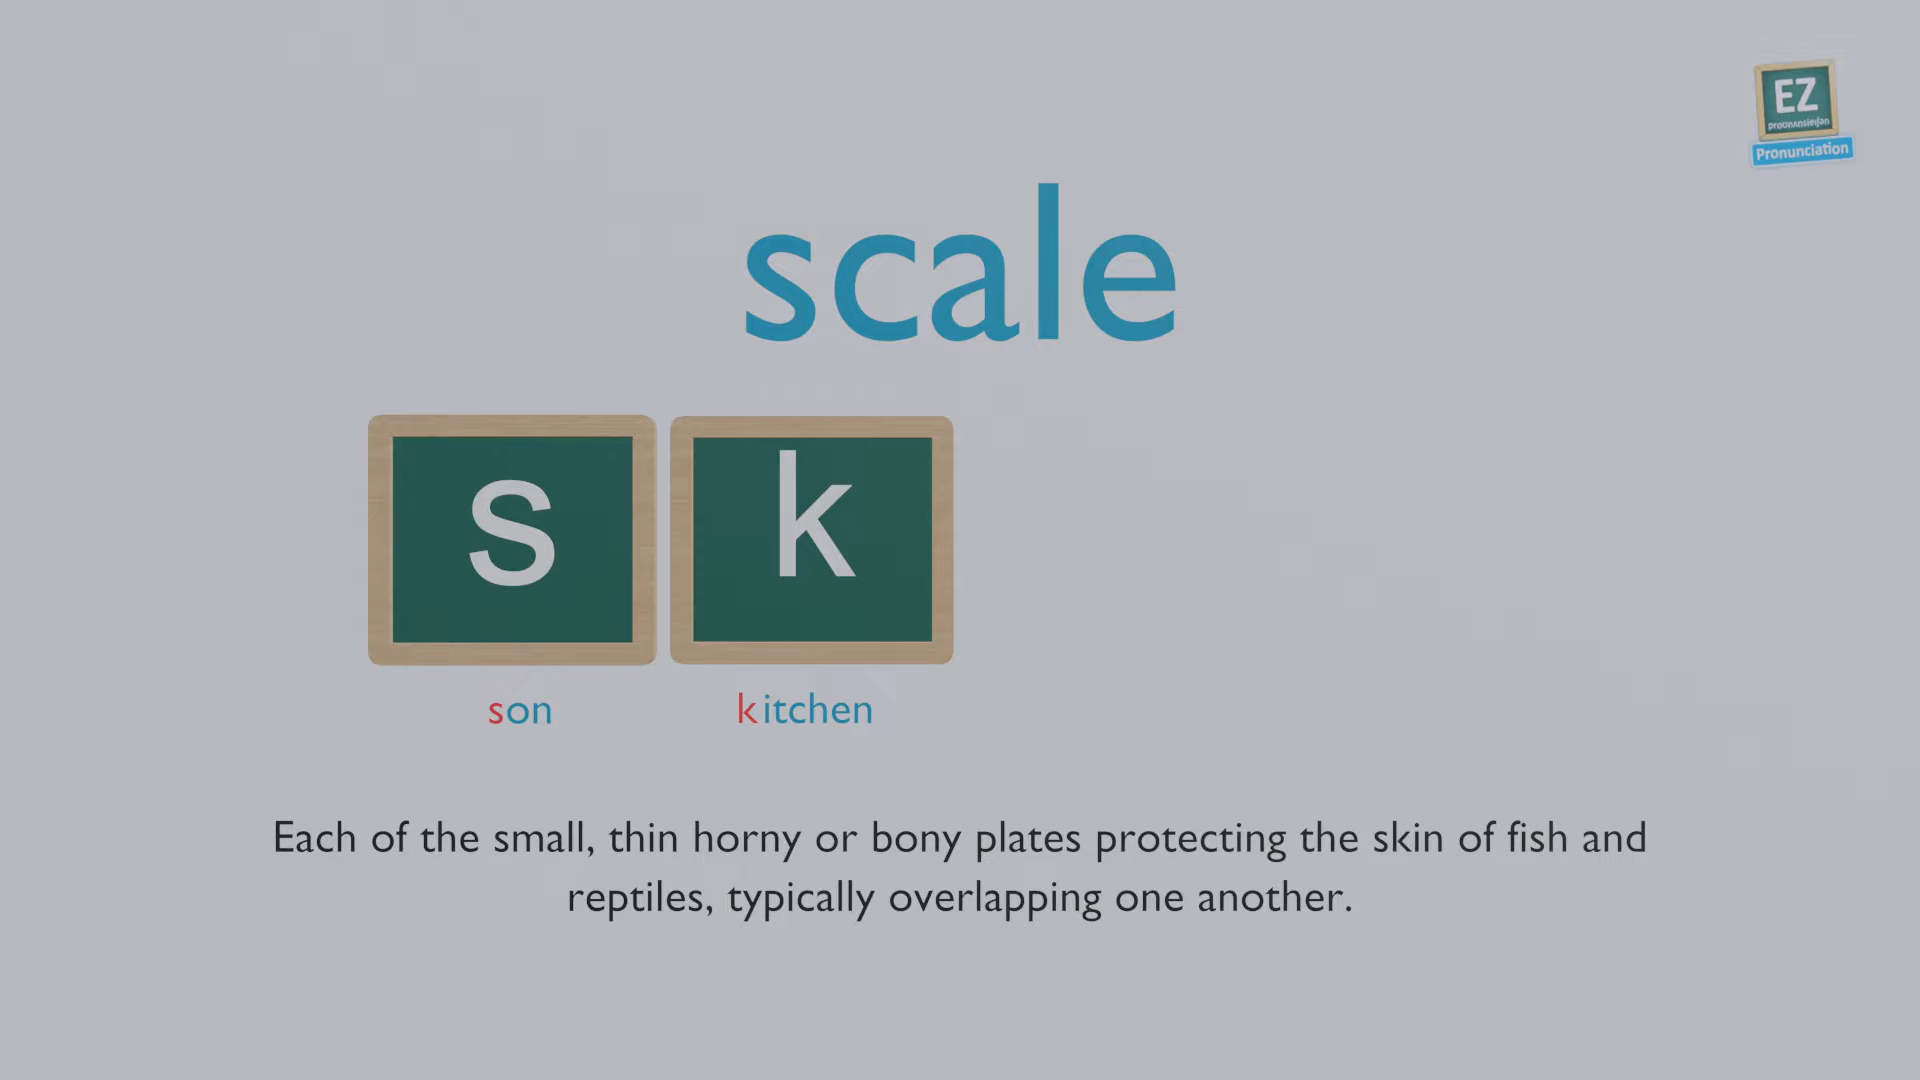 EZ
Pronunciation
scale
s k
son kitchen
Each of the small, thin horny or bony plates protecting the skin of fish and
reptiles, typically overlapping one another.